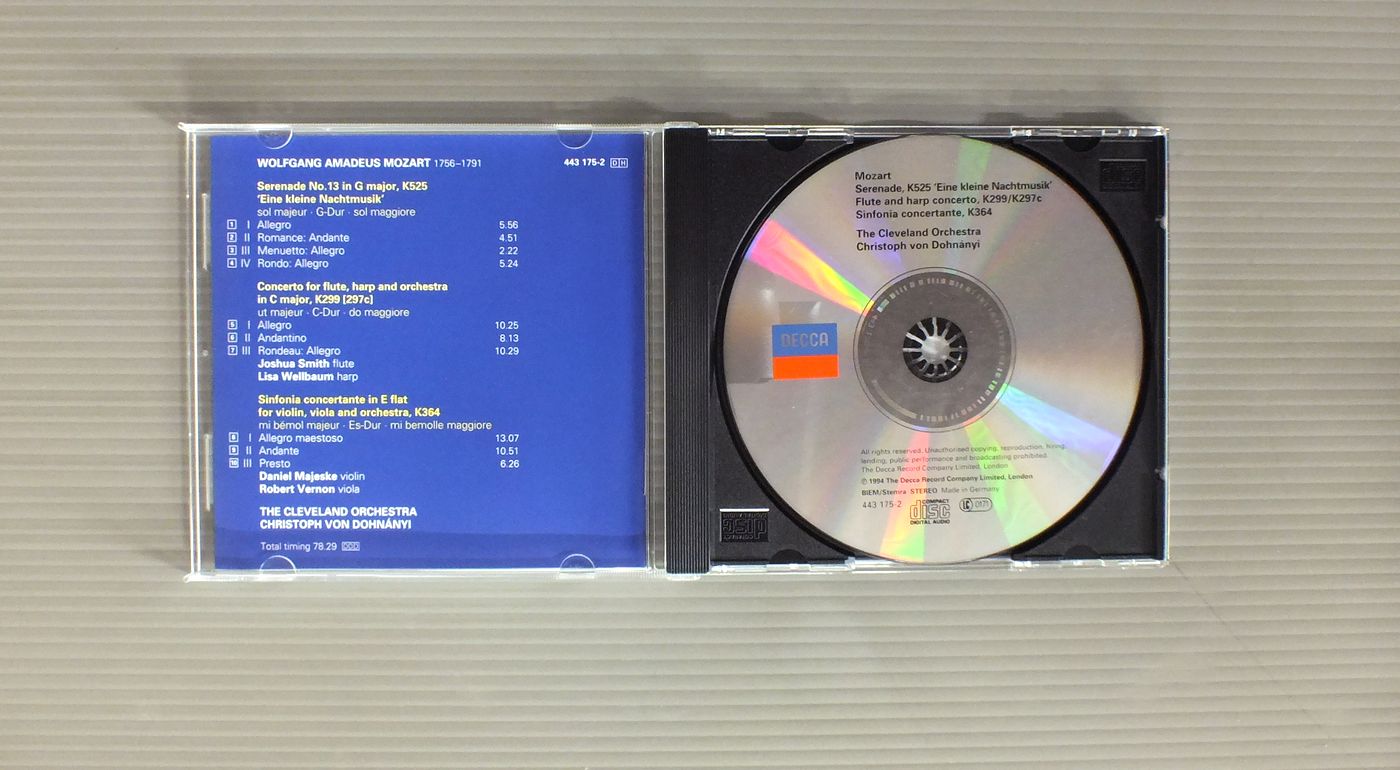 WOLFGANG AMADEUS MOZART 1756–1791 443 175-2 DH
Serenade No.13 in G major, K525
'Eine kleine Nachtmusik'
sol majeur · G-Dur · sol maggiore
1 I Allegro 5.56
2 II Romance: Andante 4.51
3 III Menuetto: Allegro 2.22
4 IV Rondo: Allegro 5.24
Concerto for flute, harp and orchestra
in C major, K299 [297c]
ut majeur · C-Dur · do maggiore
5 I Allegro 10.25
6 II Andantino 8.13
7 III Rondeau: Allegro 10.29
Joshua Smith flute
Lisa Wellbaum harp
Sinfonia concertante in E flat
for violin, viola and orchestra, K364
mi bémol majeur · Es-Dur · mi bemolle maggiore
8 I Allegro maestoso 13.07
9 II Andante 10.51
10 III Presto 6.26
Daniel Majeske violin
Robert Vernon viola
THE CLEVELAND ORCHESTRA
CHRISTOPH VON DOHNÁNYI
Total timing 78.29 DDD
Mozart
Serenade, K525 'Eine kleine Nachtmusik'
Flute and harp concerto, K299/K297c
Sinfonia concertante, K364
The Cleveland Orchestra
Christoph von Dohnányi
DECCA
All rights reserved. Unauthorised copying, reproduction, hiring,
lending, public performance and broadcasting prohibited.
The Decca Record Company Limited, London
℗ 1994 The Decca Record Company Limited, London
BIEM/Stemra STEREO Made in Germany
443 175-2 COMPACT disc DIGITAL AUDIO LC 0171
COMPACT disc